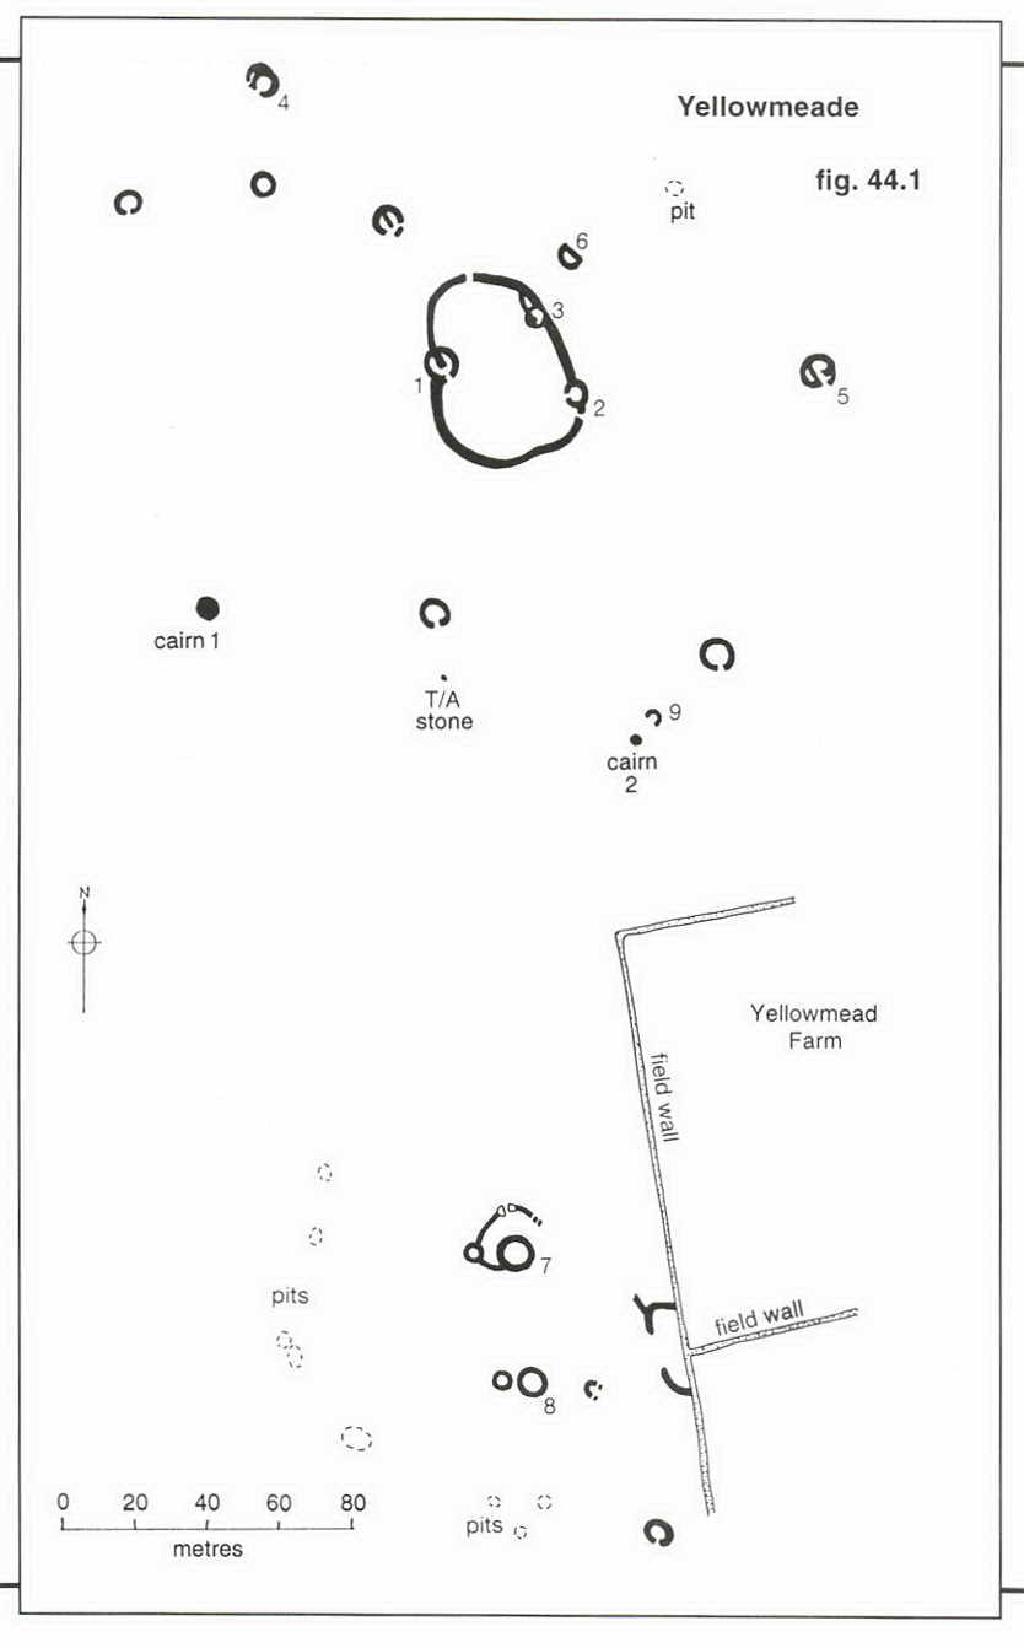 Yellowmeade
fig. 44.1
4
pit
6
3
1
2
5
cairn 1
T/A
stone
9
cairn
2
N
Yellowmead
Farm
field wall
7
pits
field wall
8
0 20 40 60 80
metres
pits